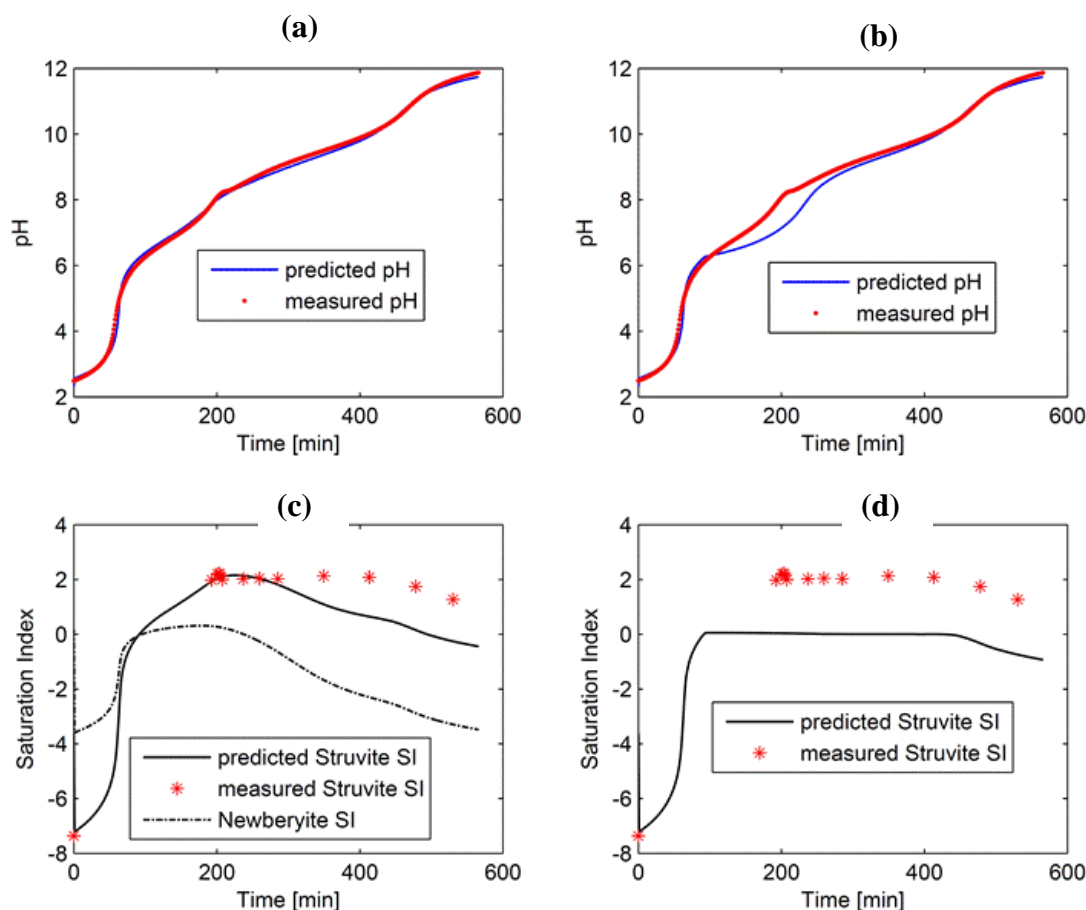 (a)
12
10
8
6
4
2
pH
predicted pH
measured pH
0
200
400
600
Time [min]
(b)
12
10
8
6
4
2
pH
predicted pH
measured pH
0
200
400
600
Time [min]
(c)
4
2
0
-2
-4
-6
-8
Saturation Index
predicted Struvite SI
measured Struvite SI
Newberyite SI
0
200
400
600
Time [min]
(d)
4
2
0
-2
-4
-6
-8
Saturation Index
predicted Struvite SI
measured Struvite SI
0
200
400
600
Time [min]